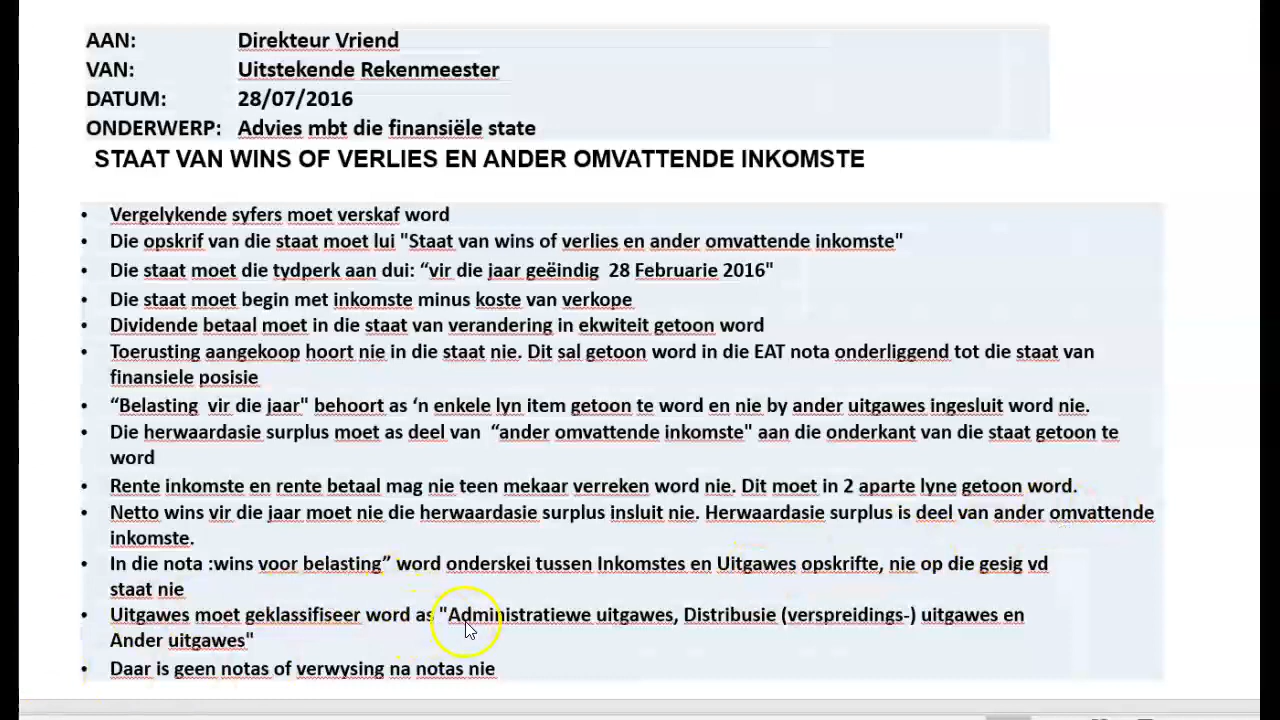 AAN: Direkteur Vriend
VAN: Uitstekende Rekenmeester
DATUM: 28/07/2016
ONDERWERP: Advies mbt die finansiële state
STAAT VAN WINS OF VERLIES EN ANDER OMVATTENDE INKOMSTE
• Vergelykende syfers moet verskaf word
• Die opskrif van die staat moet lui "Staat van wins of verlies en ander omvattende inkomste"
• Die staat moet die tydperk aan dui: “vir die jaar geëindig 28 Februarie 2016"
• Die staat moet begin met inkomste minus koste van verkope
• Dividende betaal moet in die staat van verandering in ekwiteit getoon word
• Toerusting aangekoop hoort nie in die staat nie. Dit sal getoon word in die EAT nota onderliggend tot die staat van
finansiele posisie
• “Belasting vir die jaar" behoort as ‘n enkele lyn item getoon te word en nie by ander uitgawes ingesluit word nie.
• Die herwaardasie surplus moet as deel van “ander omvattende inkomste" aan die onderkant van die staat getoon te
word
• Rente inkomste en rente betaal mag nie teen mekaar verreken word nie. Dit moet in 2 aparte lyne getoon word.
• Netto wins vir die jaar moet nie die herwaardasie surplus insluit nie. Herwaardasie surplus is deel van ander omvattende
inkomste.
• In die nota :wins voor belasting” word onderskei tussen Inkomstes en Uitgawes opskrifte, nie op die gesig vd
staat nie
• Uitgawes moet geklassifiseer word as "Administratiewe uitgawes, Distribusie (verspreidings-) uitgawes en
Ander uitgawes"
• Daar is geen notas of verwysing na notas nie